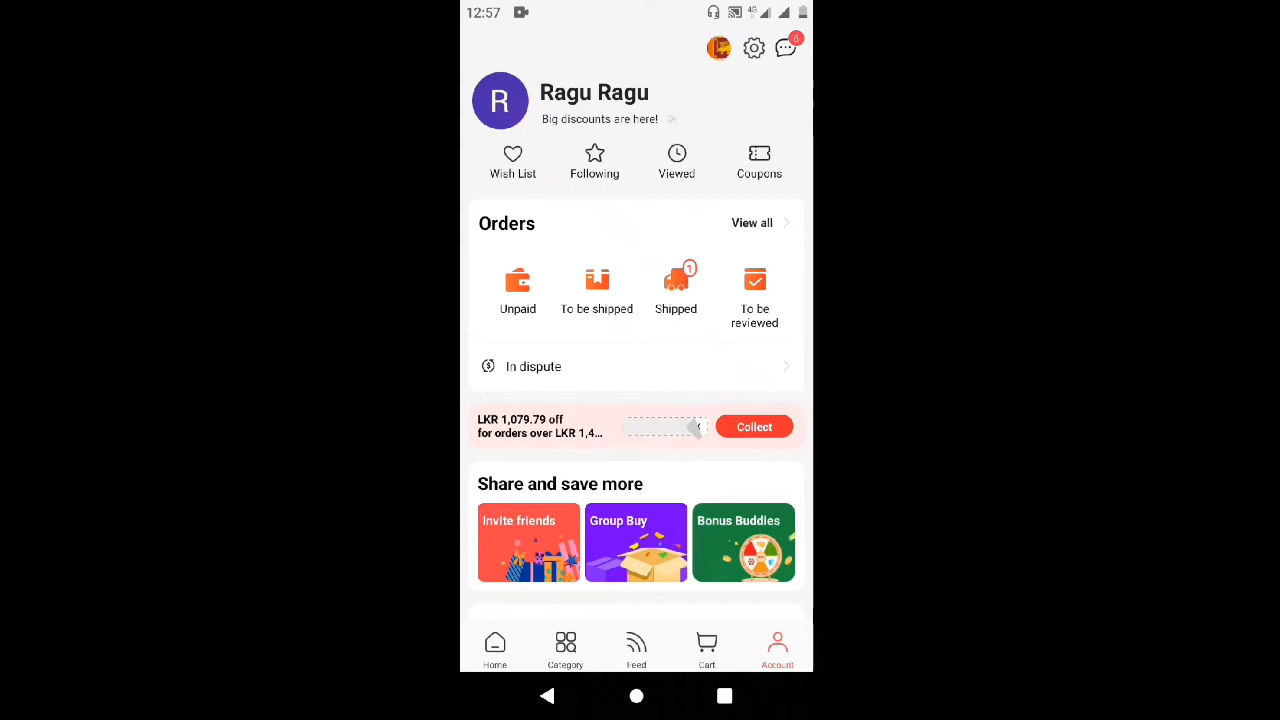 12:57
4G
6
R
Ragu Ragu
Big discounts are here!
Wish List
Following
Viewed
Coupons
Orders
View all
1
Unpaid
To be shipped
Shipped
To be
reviewed
In dispute
LKR 1,079.79 off
for orders over LKR 1,4...
Collect
Share and save more
Invite friends
Group Buy
Bonus Buddies
Home
Category
Feed
Cart
Account